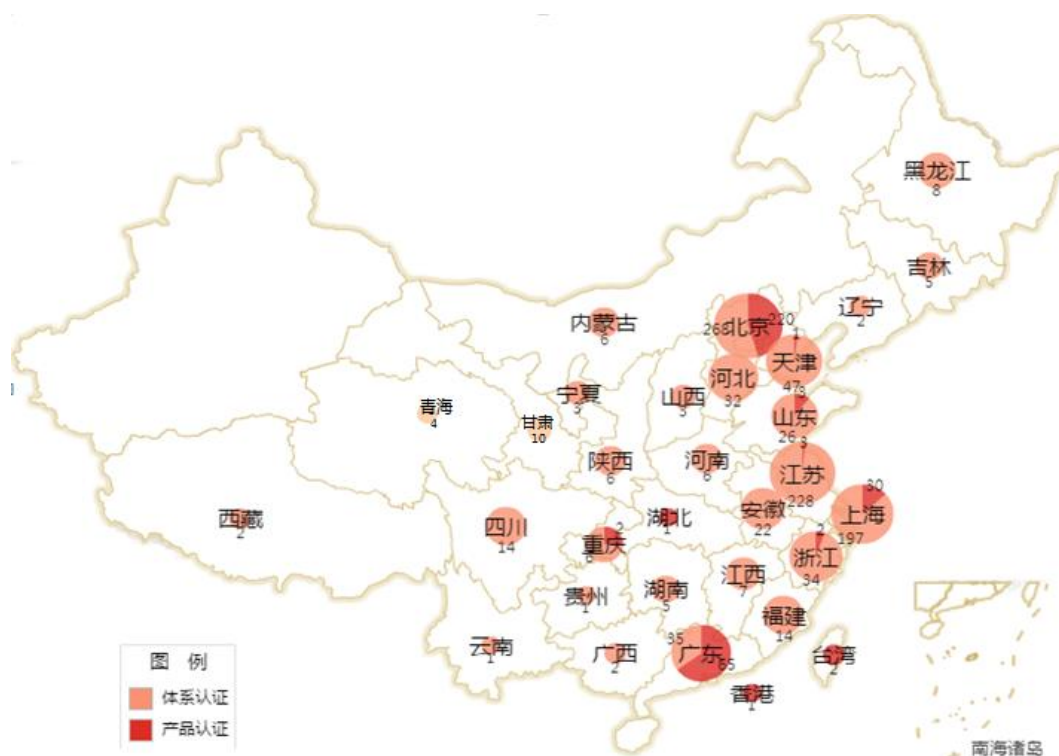 黑龙江
8
吉林
5
辽宁
2
内蒙古
6
北京
268
220
1
天津
47
河北
32
宁夏
3
山西
3
青海
4
甘肃
10
3
山东
26
陕西
6
河南
6
3
江苏
228
西藏
2
四川
14
2
重庆
6
湖北
1
安徽
22
30
上海
197
2
浙江
34
贵州
1
湖南
5
江西
7
福建
14
云南
1
广西
2
35
广东
65
台湾
2
香港
1
图 例
体系认证
产品认证
南海诸岛